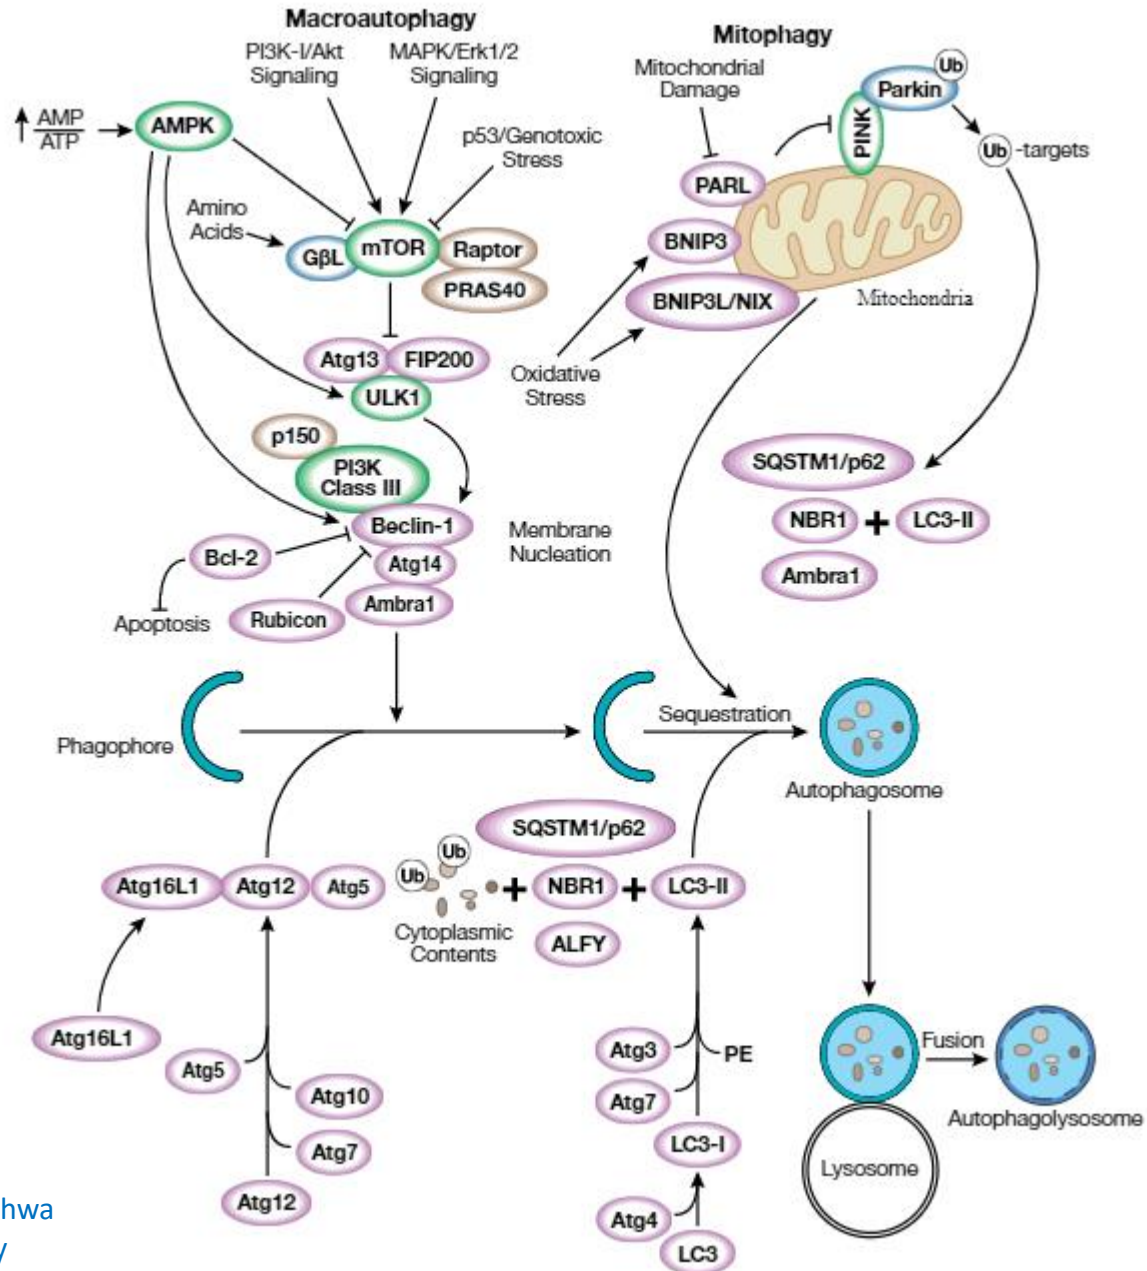 Macroautophagy
PI3K-I/Akt
Signaling
MAPK/Erk1/2
Signaling
AMP
ATP
AMPK
p53/Genotoxic
Stress
Amino
Acids
GβL
mTOR
Raptor
PRAS40
Atg13
FIP200
ULK1
p150
PI3K
Class III
Beclin-1
Bcl-2
Atg14
Ambra1
Rubicon
Apoptosis
Membrane
Nucleation
Mitophagy
Mitochondrial
Damage
Ub
Parkin
PINK
Ub -targets
PARL
BNIP3
BNIP3L/NIX
Mitochondria
Oxidative
Stress
SQSTM1/p62
NBR1 + LC3-II
Ambra1
Phagophore
Sequestration
Autophagosome
SQSTM1/p62
Ub
Ub
Atg16L1
Atg12
Atg5
+ NBR1 + LC3-II
Cytoplasmic
Contents
ALFY
Atg16L1
Atg5
Atg10
Atg7
Atg12
Atg3
PE
Atg7
LC3-I
Atg4
LC3
Fusion
Autophagolysosome
Lysosome
hwa
y